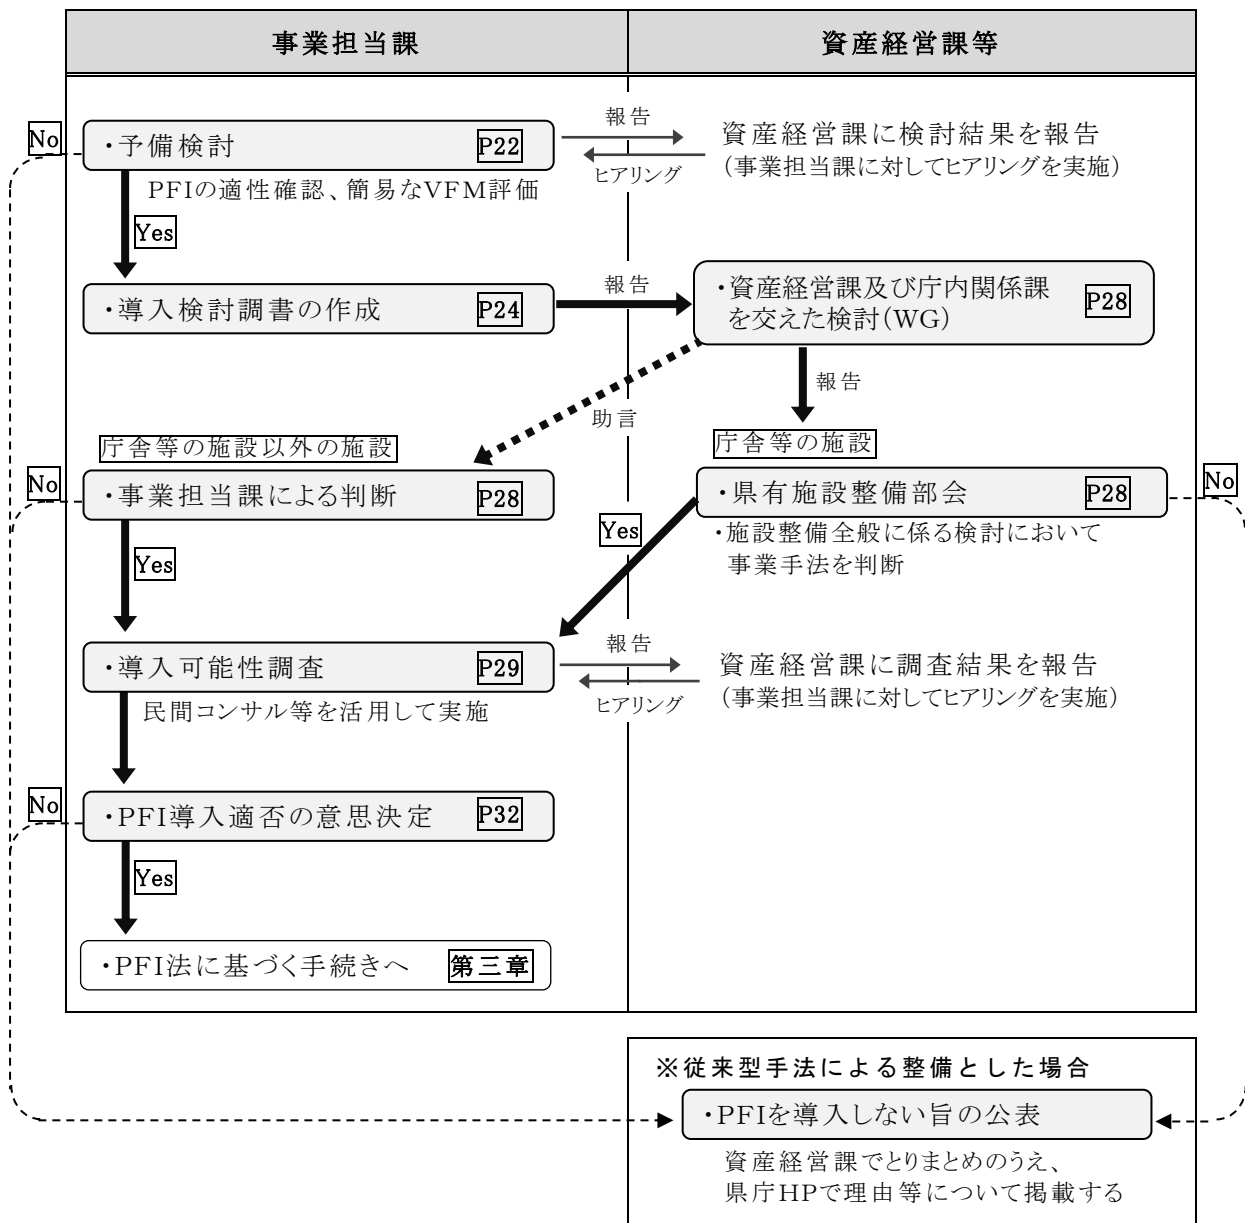 事業担当課
資産経営課等
No
・予備検討 P22
報告
ヒアリング
資産経営課に検討結果を報告
（事業担当課に対してヒアリングを実施）
PFIの適性確認、簡易なVFM評価
Yes
・導入検討調書の作成 P24
報告
・資産経営課及び庁内関係課
を交えた検討（WG） P28
報告
助言
庁舎等の施設以外の施設
庁舎等の施設
No
・事業担当課による判断 P28
・県有施設整備部会 P28
No
Yes
Yes
・施設整備全般に係る検討において
事業手法を判断
・導入可能性調査 P29
報告
ヒアリング
資産経営課に調査結果を報告
（事業担当課に対してヒアリングを実施）
民間コンサル等を活用して実施
No
・PFI導入適否の意思決定 P32
Yes
・PFI法に基づく手続きへ 第三章
※従来型手法による整備とした場合
・PFIを導入しない旨の公表
資産経営課でとりまとめのうえ、
県庁HPで理由等について掲載する